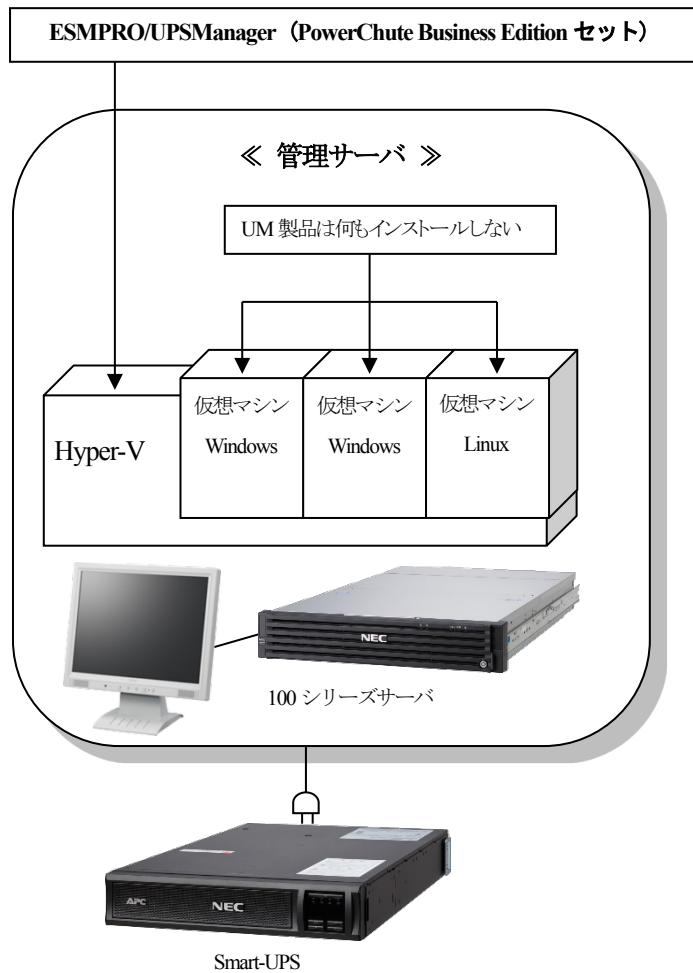 ESMPRO/UPSManager（PowerChute Business Edition セット）
≪ 管理サーバ ≫
UM 製品は何もインストールしない
Hyper-V
仮想マシン
Windows
仮想マシン
Windows
仮想マシン
Linux
NEC
100 シリーズサーバ
APC
NEC
Smart-UPS